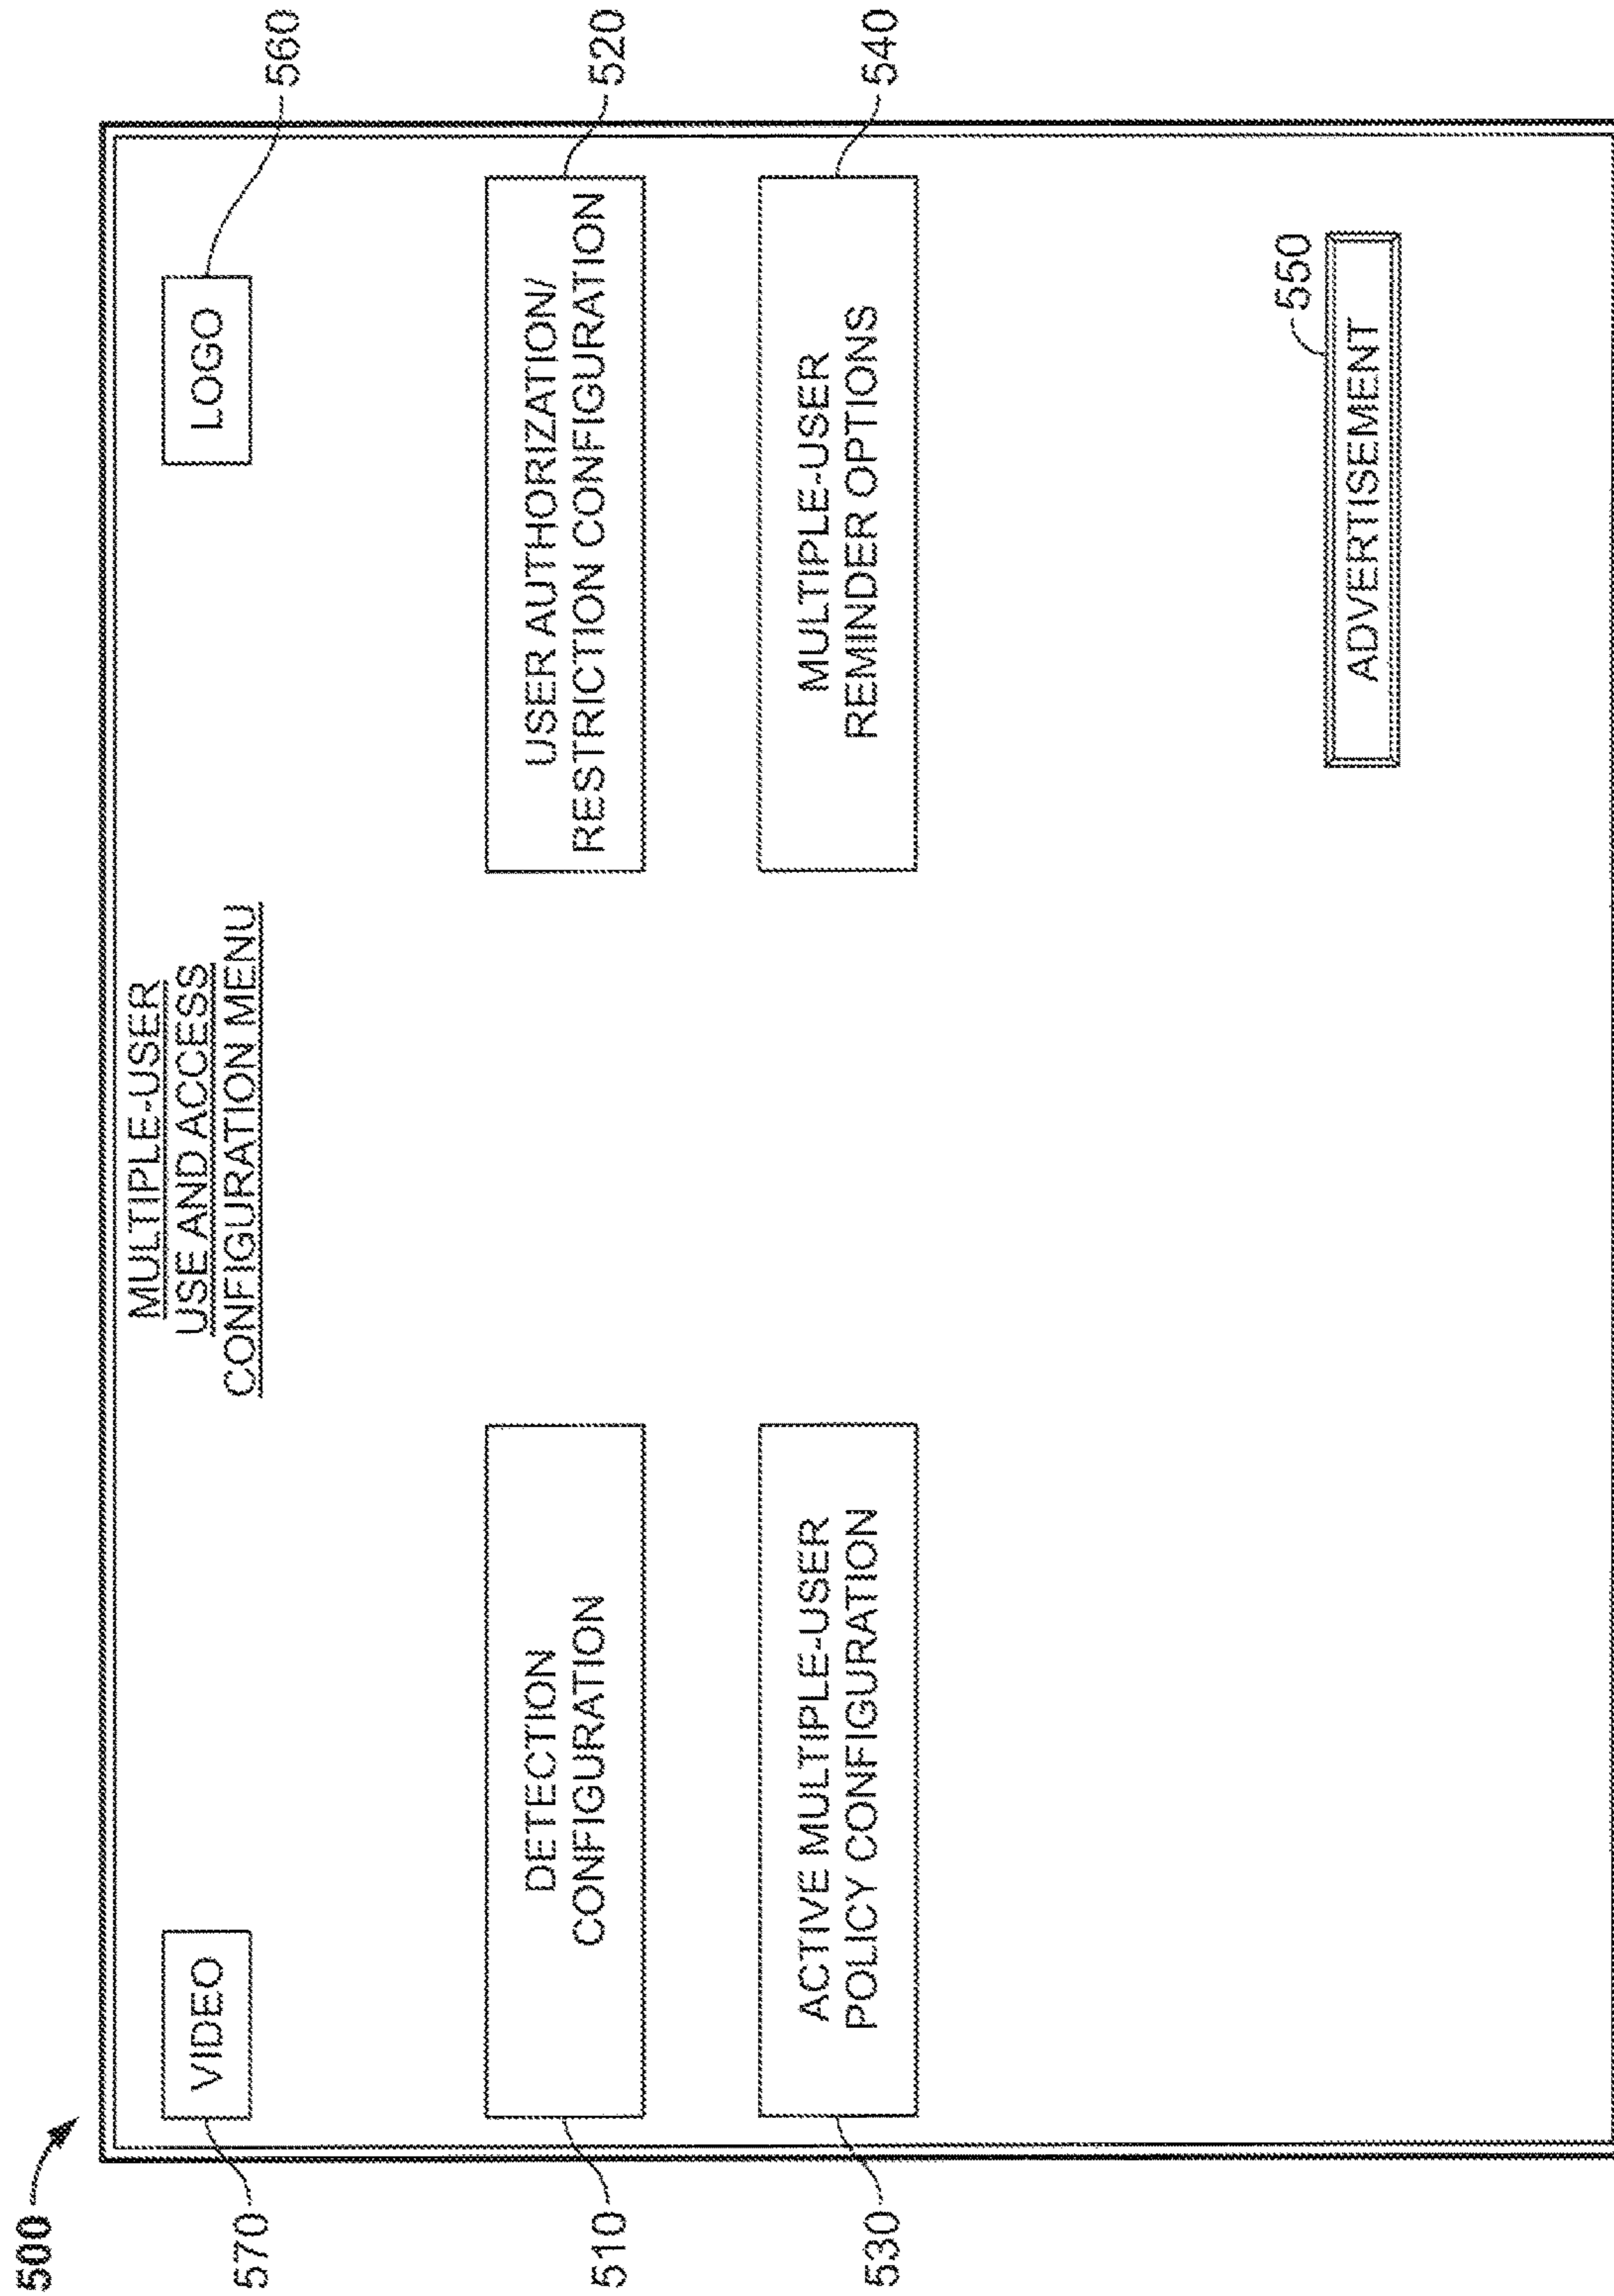 500
MULTIPLE-USER
USE AND ACCESS
CONFIGURATION MENU
570
VIDEO
LOGO
560
510
DETECTION
CONFIGURATION
USER AUTHORIZATION/
RESTRICTION CONFIGURATION
520
530
ACTIVE MULTIPLE-USER
POLICY CONFIGURATION
MULTIPLE-USER
REMINDER OPTIONS
540
550
ADVERTISEMENT